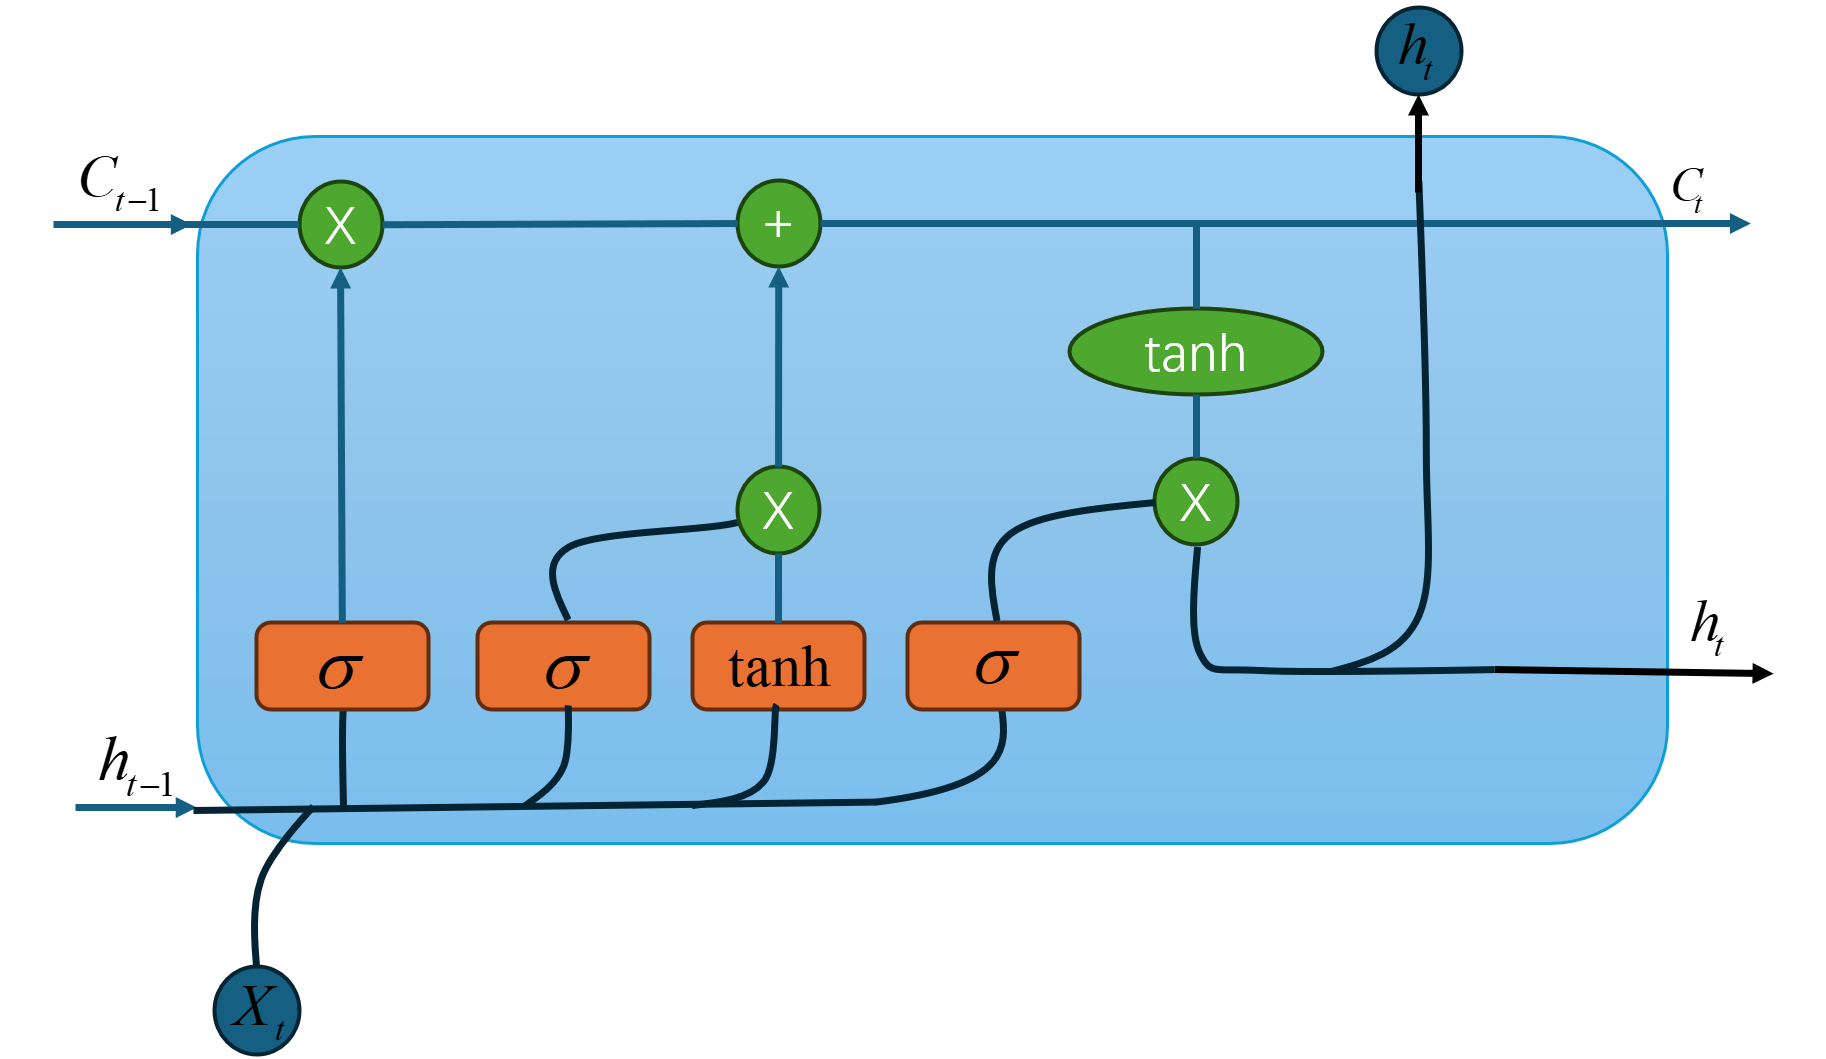 h_t
C_{t-1}
C_t
X
+
tanh
X
X
h_t
σ
σ
tanh
σ
h_{t-1}
X_t